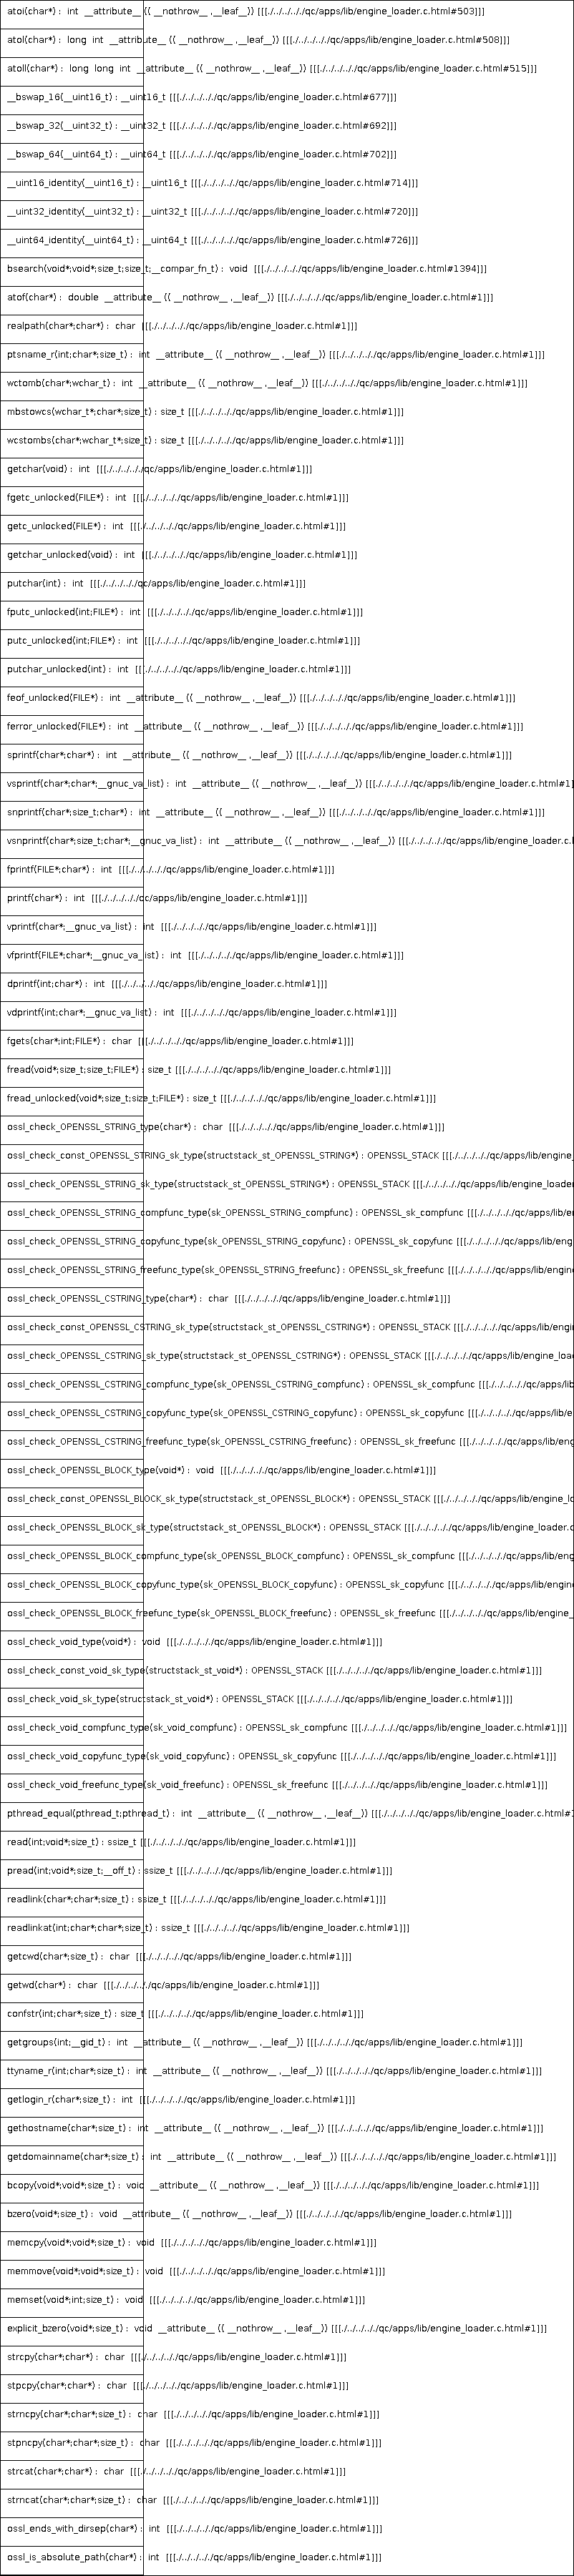 atoi(char*) : int __attribute__ (( __nothrow__ ,__leaf__)) [[[./../../../qc/apps/lib/engine_loader.c.html#503]]]
atol(char*) : long int __attribute__ (( __nothrow__ ,__leaf__)) [[[./../../../qc/apps/lib/engine_loader.c.html#508]]]
atoll(char*) : long long int __attribute__ (( __nothrow__ ,__leaf__)) [[[./../../../qc/apps/lib/engine_loader.c.html#515]]]
__bswap_16(__uint16_t) : __uint16_t [[[./../../../qc/apps/lib/engine_loader.c.html#677]]]
__bswap_32(__uint32_t) : __uint32_t [[[./../../../qc/apps/lib/engine_loader.c.html#692]]]
__bswap_64(__uint64_t) : __uint64_t [[[./../../../qc/apps/lib/engine_loader.c.html#702]]]
__uint16_identity(__uint16_t) : __uint16_t [[[./../../../qc/apps/lib/engine_loader.c.html#714]]]
__uint32_identity(__uint32_t) : __uint32_t [[[./../../../qc/apps/lib/engine_loader.c.html#720]]]
__uint64_identity(__uint64_t) : __uint64_t [[[./../../../qc/apps/lib/engine_loader.c.html#726]]]
bsearch(void*;void*;size_t;size_t;__compar_fn_t) : void [[[./../../../qc/apps/lib/engine_loader.c.html#1394]]]
atof(char*) : double __attribute__ (( __nothrow__ ,__leaf__)) [[[./../../../qc/apps/lib/engine_loader.c.html#1]]]
realpath(char*;char*) : char [[[./../../../qc/apps/lib/engine_loader.c.html#1]]]
ptsname_r(int;char*;size_t) : int __attribute__ (( __nothrow__ ,__leaf__)) [[[./../../../qc/apps/lib/engine_loader.c.html#1]]]
wctomb(char*;wchar_t) : int __attribute__ (( __nothrow__ ,__leaf__)) [[[./../../../qc/apps/lib/engine_loader.c.html#1]]]
mbstowcs(wchar_t*;char*;size_t) : size_t [[[./../../../qc/apps/lib/engine_loader.c.html#1]]]
wcstombs(char*;wchar_t*;size_t) : size_t [[[./../../../qc/apps/lib/engine_loader.c.html#1]]]
getchar(void) : int [[[./../../../qc/apps/lib/engine_loader.c.html#1]]]
fgetc_unlocked(FILE*) : int [[[./../../../qc/apps/lib/engine_loader.c.html#1]]]
getc_unlocked(FILE*) : int [[[./../../../qc/apps/lib/engine_loader.c.html#1]]]
getchar_unlocked(void) : int [[[./../../../qc/apps/lib/engine_loader.c.html#1]]]
putchar(int) : int [[[./../../../qc/apps/lib/engine_loader.c.html#1]]]
fputc_unlocked(int;FILE*) : int [[[./../../../qc/apps/lib/engine_loader.c.html#1]]]
putc_unlocked(int;FILE*) : int [[[./../../../qc/apps/lib/engine_loader.c.html#1]]]
putchar_unlocked(int) : int [[[./../../../qc/apps/lib/engine_loader.c.html#1]]]
feof_unlocked(FILE*) : int __attribute__ (( __nothrow__ ,__leaf__)) [[[./../../../qc/apps/lib/engine_loader.c.html#1]]]
ferror_unlocked(FILE*) : int __attribute__ (( __nothrow__ ,__leaf__)) [[[./../../../qc/apps/lib/engine_loader.c.html#1]]]
sprintf(char*;char*) : int __attribute__ (( __nothrow__ ,__leaf__)) [[[./../../../qc/apps/lib/engine_loader.c.html#1]]]
vsprintf(char*;char*;__gnuc_va_list) : int __attribute__ (( __nothrow__ ,__leaf__)) [[[./../../../qc/apps/lib/engine_loader.c.html#1]
snprintf(char*;size_t;char*) : int __attribute__ (( __nothrow__ ,__leaf__)) [[[./../../../qc/apps/lib/engine_loader.c.html#1]]]
vsnprintf(char*;size_t;char*;__gnuc_va_list) : int __attribute__ (( __nothrow__ ,__leaf__)) [[[./../../../qc/apps/lib/engine_loader.c.
fprintf(FILE*;char*) : int [[[./../../../qc/apps/lib/engine_loader.c.html#1]]]
printf(char*) : int [[[./../../../qc/apps/lib/engine_loader.c.html#1]]]
vprintf(char*;__gnuc_va_list) : int [[[./../../../qc/apps/lib/engine_loader.c.html#1]]]
vfprintf(FILE*;char*;__gnuc_va_list) : int [[[./../../../qc/apps/lib/engine_loader.c.html#1]]]
dprintf(int;char*) : int [[[./../../../qc/apps/lib/engine_loader.c.html#1]]]
vdprintf(int;char*;__gnuc_va_list) : int [[[./../../../qc/apps/lib/engine_loader.c.html#1]]]
fgets(char*;int;FILE*) : char [[[./../../../qc/apps/lib/engine_loader.c.html#1]]]
fread(void*;size_t;size_t;FILE*) : size_t [[[./../../../qc/apps/lib/engine_loader.c.html#1]]]
fread_unlocked(void*;size_t;size_t;FILE*) : size_t [[[./../../../qc/apps/lib/engine_loader.c.html#1]]]
ossl_check_OPENSSL_STRING_type(char*) : char [[[./../../../qc/apps/lib/engine_loader.c.html#1]]]
ossl_check_const_OPENSSL_STRING_sk_type(structstack_st_OPENSSL_STRING*) : OPENSSL_STACK [[[./../../../qc/apps/lib/engine_
ossl_check_OPENSSL_STRING_sk_type(structstack_st_OPENSSL_STRING*) : OPENSSL_STACK [[[./../../../qc/apps/lib/engine_loader
ossl_check_OPENSSL_STRING_compfunc_type(sk_OPENSSL_STRING_compfunc) : OPENSSL_sk_compfunc [[[./../../../qc/apps/lib/en
ossl_check_OPENSSL_STRING_copyfunc_type(sk_OPENSSL_STRING_copyfunc) : OPENSSL_sk_copyfunc [[[./../../../qc/apps/lib/eng
ossl_check_OPENSSL_STRING_freefunc_type(sk_OPENSSL_STRING_freefunc) : OPENSSL_sk_freefunc [[[./../../../qc/apps/lib/engin
ossl_check_OPENSSL_CSTRING_type(char*) : char [[[./../../../qc/apps/lib/engine_loader.c.html#1]]]
ossl_check_const_OPENSSL_CSTRING_sk_type(structstack_st_OPENSSL_CSTRING*) : OPENSSL_STACK [[[./../../../qc/apps/lib/engin
ossl_check_OPENSSL_CSTRING_sk_type(structstack_st_OPENSSL_CSTRING*) : OPENSSL_STACK [[[./../../../qc/apps/lib/engine_loa
ossl_check_OPENSSL_CSTRING_compfunc_type(sk_OPENSSL_CSTRING_compfunc) : OPENSSL_sk_compfunc [[[./../../../qc/apps/lib
ossl_check_OPENSSL_CSTRING_copyfunc_type(sk_OPENSSL_CSTRING_copyfunc) : OPENSSL_sk_copyfunc [[[./../../../qc/apps/lib/e
ossl_check_OPENSSL_CSTRING_freefunc_type(sk_OPENSSL_CSTRING_freefunc) : OPENSSL_sk_freefunc [[[./../../../qc/apps/lib/eng
ossl_check_OPENSSL_BLOCK_type(void*) : void [[[./../../../qc/apps/lib/engine_loader.c.html#1]]]
ossl_check_const_OPENSSL_BLOCK_sk_type(structstack_st_OPENSSL_BLOCK*) : OPENSSL_STACK [[[./../../../qc/apps/lib/engine_lo
ossl_check_OPENSSL_BLOCK_sk_type(structstack_st_OPENSSL_BLOCK*) : OPENSSL_STACK [[[./../../../qc/apps/lib/engine_loader.c
ossl_check_OPENSSL_BLOCK_compfunc_type(sk_OPENSSL_BLOCK_compfunc) : OPENSSL_sk_compfunc [[[./../../../qc/apps/lib/eng
ossl_check_OPENSSL_BLOCK_copyfunc_type(sk_OPENSSL_BLOCK_copyfunc) : OPENSSL_sk_copyfunc [[[./../../../qc/apps/lib/engin
ossl_check_OPENSSL_BLOCK_freefunc_type(sk_OPENSSL_BLOCK_freefunc) : OPENSSL_sk_freefunc [[[./../../../qc/apps/lib/engine_
ossl_check_void_type(void*) : void [[[./../../../qc/apps/lib/engine_loader.c.html#1]]]
ossl_check_const_void_sk_type(structstack_st_void*) : OPENSSL_STACK [[[./../../../qc/apps/lib/engine_loader.c.html#1]]]
ossl_check_void_sk_type(structstack_st_void*) : OPENSSL_STACK [[[./../../../qc/apps/lib/engine_loader.c.html#1]]]
ossl_check_void_compfunc_type(sk_void_compfunc) : OPENSSL_sk_compfunc [[[./../../../qc/apps/lib/engine_loader.c.html#1]]]
ossl_check_void_copyfunc_type(sk_void_copyfunc) : OPENSSL_sk_copyfunc [[[./../../../qc/apps/lib/engine_loader.c.html#1]]]
ossl_check_void_freefunc_type(sk_void_freefunc) : OPENSSL_sk_freefunc [[[./../../../qc/apps/lib/engine_loader.c.html#1]]]
pthread_equal(pthread_t;pthread_t) : int __attribute__ (( __nothrow__ ,__leaf__)) [[[./../../../qc/apps/lib/engine_loader.c.html#1
read(int;void*;size_t) : ssize_t [[[./../../../qc/apps/lib/engine_loader.c.html#1]]]
pread(int;void*;size_t;__off_t) : ssize_t [[[./../../../qc/apps/lib/engine_loader.c.html#1]]]
readlink(char*;char*;size_t) : ssize_t [[[./../../../qc/apps/lib/engine_loader.c.html#1]]]
readlinkat(int;char*;char*;size_t) : ssize_t [[[./../../../qc/apps/lib/engine_loader.c.html#1]]]
getcwd(char*;size_t) : char [[[./../../../qc/apps/lib/engine_loader.c.html#1]]]
getwd(char*) : char [[[./../../../qc/apps/lib/engine_loader.c.html#1]]]
confstr(int;char*;size_t) : size_t [[[./../../../qc/apps/lib/engine_loader.c.html#1]]]
getgroups(int;__gid_t) : int __attribute__ (( __nothrow__ ,__leaf__)) [[[./../../../qc/apps/lib/engine_loader.c.html#1]]]
ttyname_r(int;char*;size_t) : int __attribute__ (( __nothrow__ ,__leaf__)) [[[./../../../qc/apps/lib/engine_loader.c.html#1]]]
getlogin_r(char*;size_t) : int [[[./../../../qc/apps/lib/engine_loader.c.html#1]]]
gethostname(char*;size_t) : int __attribute__ (( __nothrow__ ,__leaf__)) [[[./../../../qc/apps/lib/engine_loader.c.html#1]]]
getdomainname(char*;size_t) : int __attribute__ (( __nothrow__ ,__leaf__)) [[[./../../../qc/apps/lib/engine_loader.c.html#1]]]
bcopy(void*;void*;size_t) : void __attribute__ (( __nothrow__ ,__leaf__)) [[[./../../../qc/apps/lib/engine_loader.c.html#1]]]
bzero(void*;size_t) : void __attribute__ (( __nothrow__ ,__leaf__)) [[[./../../../qc/apps/lib/engine_loader.c.html#1]]]
memcpy(void*;void*;size_t) : void [[[./../../../qc/apps/lib/engine_loader.c.html#1]]]
memmove(void*;void*;size_t) : void [[[./../../../qc/apps/lib/engine_loader.c.html#1]]]
memset(void*;int;size_t) : void [[[./../../../qc/apps/lib/engine_loader.c.html#1]]]
explicit_bzero(void*;size_t) : void __attribute__ (( __nothrow__ ,__leaf__)) [[[./../../../qc/apps/lib/engine_loader.c.html#1]]]
strcpy(char*;char*) : char [[[./../../../qc/apps/lib/engine_loader.c.html#1]]]
stpcpy(char*;char*) : char [[[./../../../qc/apps/lib/engine_loader.c.html#1]]]
strncpy(char*;char*;size_t) : char [[[./../../../qc/apps/lib/engine_loader.c.html#1]]]
stpncpy(char*;char*;size_t) : char [[[./../../../qc/apps/lib/engine_loader.c.html#1]]]
strcat(char*;char*) : char [[[./../../../qc/apps/lib/engine_loader.c.html#1]]]
strncat(char*;char*;size_t) : char [[[./../../../qc/apps/lib/engine_loader.c.html#1]]]
ossl_ends_with_dirsep(char*) : int [[[./../../../qc/apps/lib/engine_loader.c.html#1]]]
ossl_is_absolute_path(char*) : int [[[./../../../qc/apps/lib/engine_loader.c.html#1]]]